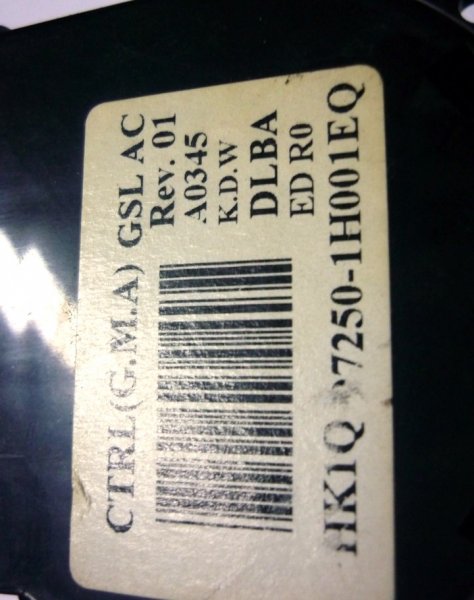 CTRL(G.M.A) GSL AC
Rev. 01
A0345
K.D.W
DLBA
ED R0
HK1Q 97250-1H001EQ